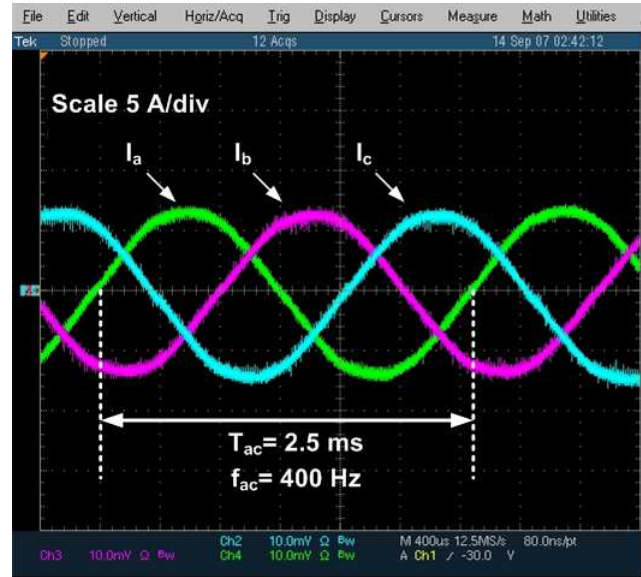 File Edit Vertical Horiz/Acq Trig Display Cursors Measure Math Utilities
Tek Stopped 12 Acqs 14 Sep 07 02:42:12
Scale 5 A/div
Ia Ib Ic
Tac= 2.5 ms
fac= 400 Hz
Ch2 10.0mV Ω Bw M 400us 12.5MS/s 80.0ns/pt
Ch3 10.0mV Ω Bw Ch4 10.0mV Ω Bw A Ch1 / -30.0 V